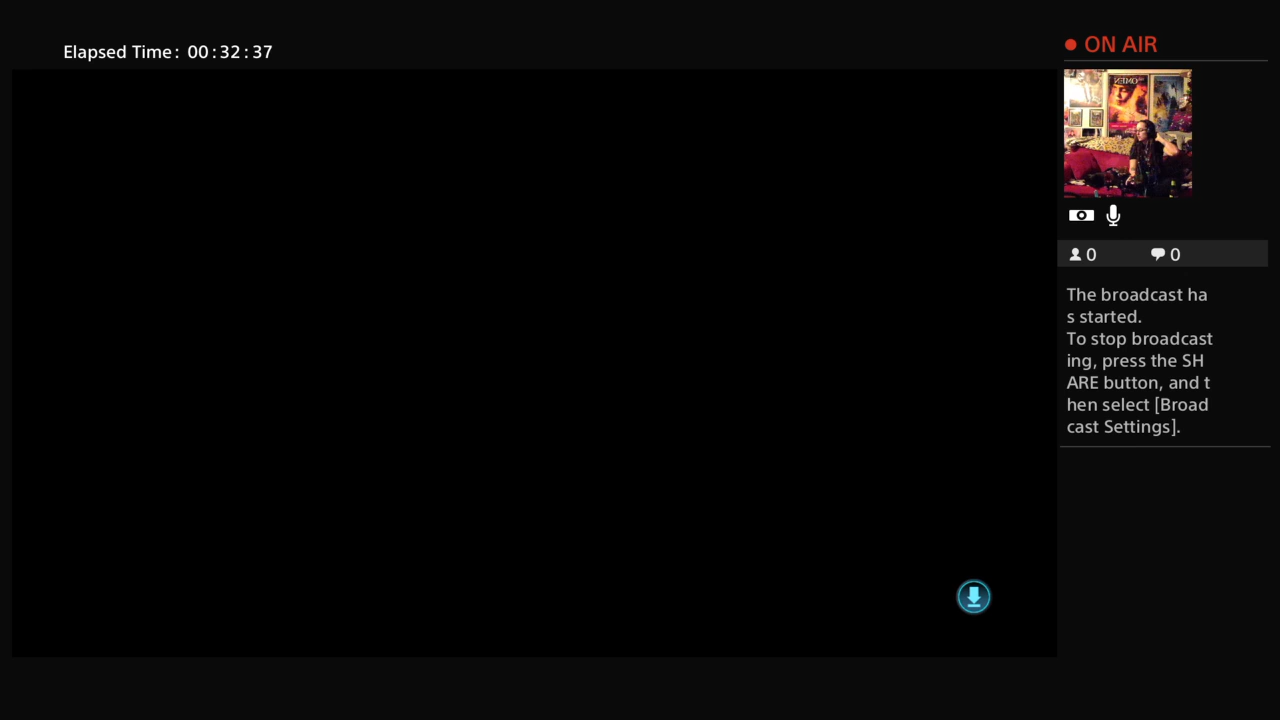 Elapsed Time: 00:32:37
ON AIR
OMEN
0 0
The broadcast ha
s started.
To stop broadcast
ing, press the SH
ARE button, and t
hen select [Broad
cast Settings].